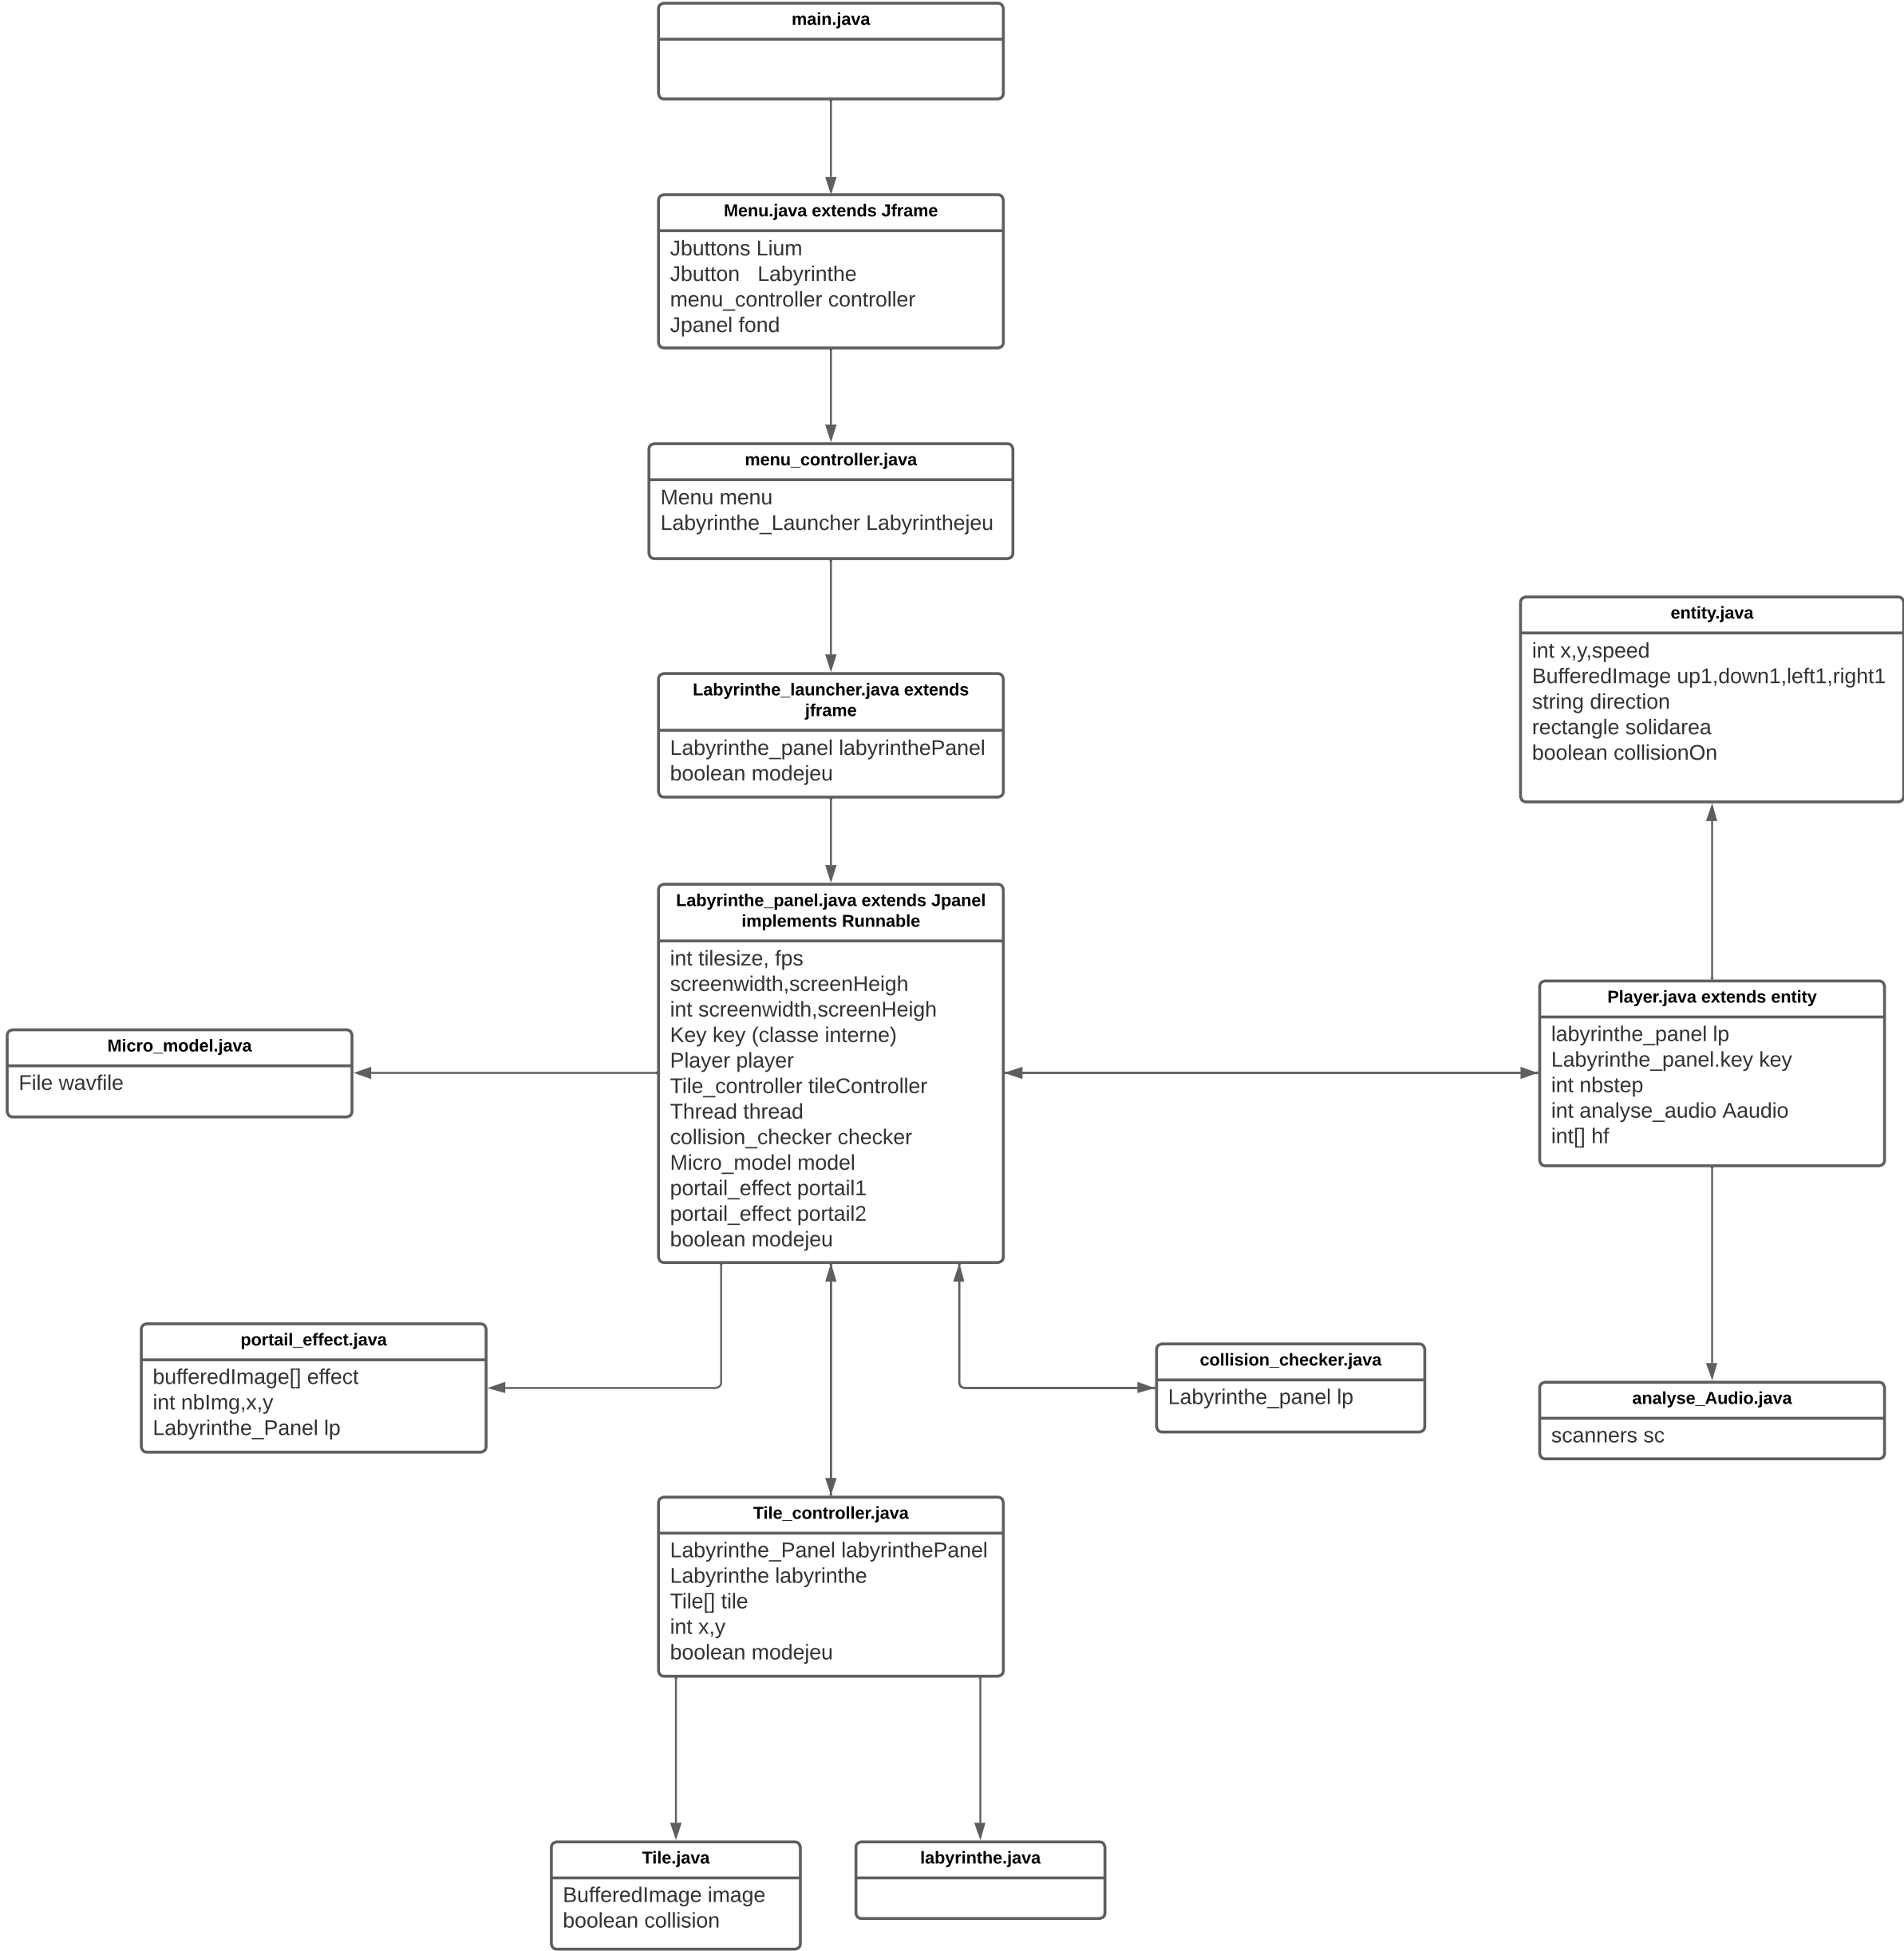 main.java
Menu.java extends Jframe
Jbuttons Lium
Jbutton   Labyrinthe
menu_controller controller
Jpanel fond
menu_controller.java
Menu menu
Labyrinthe_Launcher Labyrinthejeu
entity.java
int x,y,speed
BufferedImage up1,down1,left1,right1
string direction
rectangle solidarea
boolean collisionOn
Labyrinthe_launcher.java extends
jframe
Labyrinthe_panel labyrinthePanel
boolean modejeu
Labyrinthe_panel.java extends Jpanel
implements Runnable
int tilesize, fps
screenwidth,screenHeigh
int screenwidth,screenHeigh
Key key (classe interne)
Player player
Tile_controller tileController
Thread thread
collision_checker checker
Micro_model model
portail_effect portail1
portail_effect portail2
boolean modejeu
Player.java extends entity
labyrinthe_panel lp
Labyrinthe_panel.key key
int nbstep
int analyse_audio Aaudio
int[] hf
Micro_model.java
File wavfile
portail_effect.java
bufferedImage[] effect
int nbImg,x,y
Labyrinthe_Panel lp
collision_checker.java
Labyrinthe_panel lp
analyse_Audio.java
scanners sc
Tile_controller.java
Labyrinthe_Panel labyrinthePanel
Labyrinthe labyrinthe
Tile[] tile
int x,y
boolean modejeu
Tile.java
BufferedImage image
boolean collision
labyrinthe.java